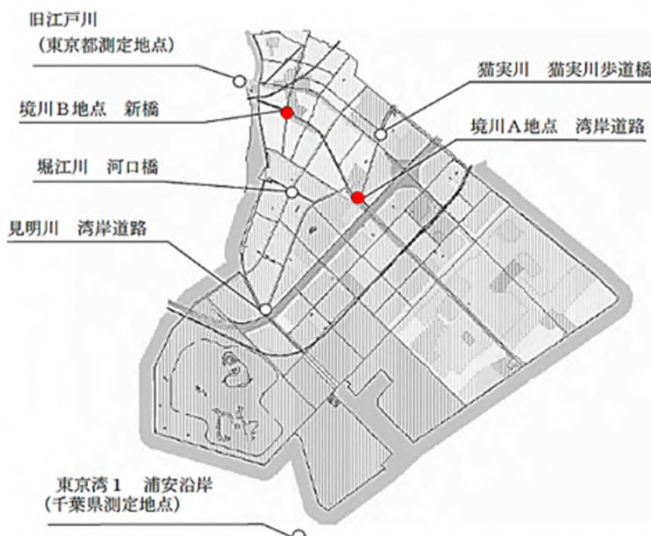 旧江戸川
(東京都測定地点)
猫実川　猫実川歩道橋
境川B地点　新橋
境川A地点　湾岸道路
堀江川　河口橋
見明川　湾岸道路
東京湾1　浦安沿岸
(千葉県測定地点)